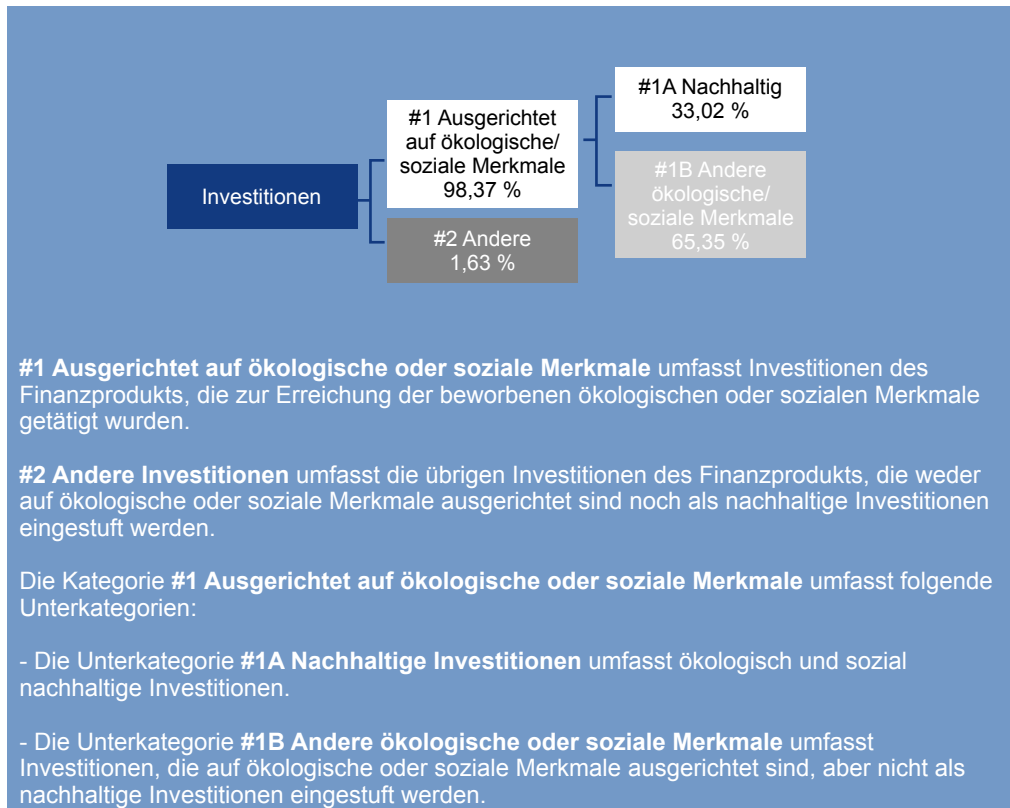 #1A Nachhaltig
33,02 %
#1 Ausgerichtet
auf ökologische/
soziale Merkmale
98,37 %
#1B Andere
ökologische/
soziale Merkmale
65,35 %
Investitionen
#2 Andere
1,63 %
#1 Ausgerichtet auf ökologische oder soziale Merkmale umfasst Investitionen des
Finanzprodukts, die zur Erreichung der beworbenen ökologischen oder sozialen Merkmale
getätigt wurden.
#2 Andere Investitionen umfasst die übrigen Investitionen des Finanzprodukts, die weder
auf ökologische oder soziale Merkmale ausgerichtet sind noch als nachhaltige Investitionen
eingestuft werden.
Die Kategorie #1 Ausgerichtet auf ökologische oder soziale Merkmale umfasst folgende
Unterkategorien:
- Die Unterkategorie #1A Nachhaltige Investitionen umfasst ökologisch und sozial
nachhaltige Investitionen.
- Die Unterkategorie #1B Andere ökologische oder soziale Merkmale umfasst
Investitionen, die auf ökologische oder soziale Merkmale ausgerichtet sind, aber nicht als
nachhaltige Investitionen eingestuft werden.